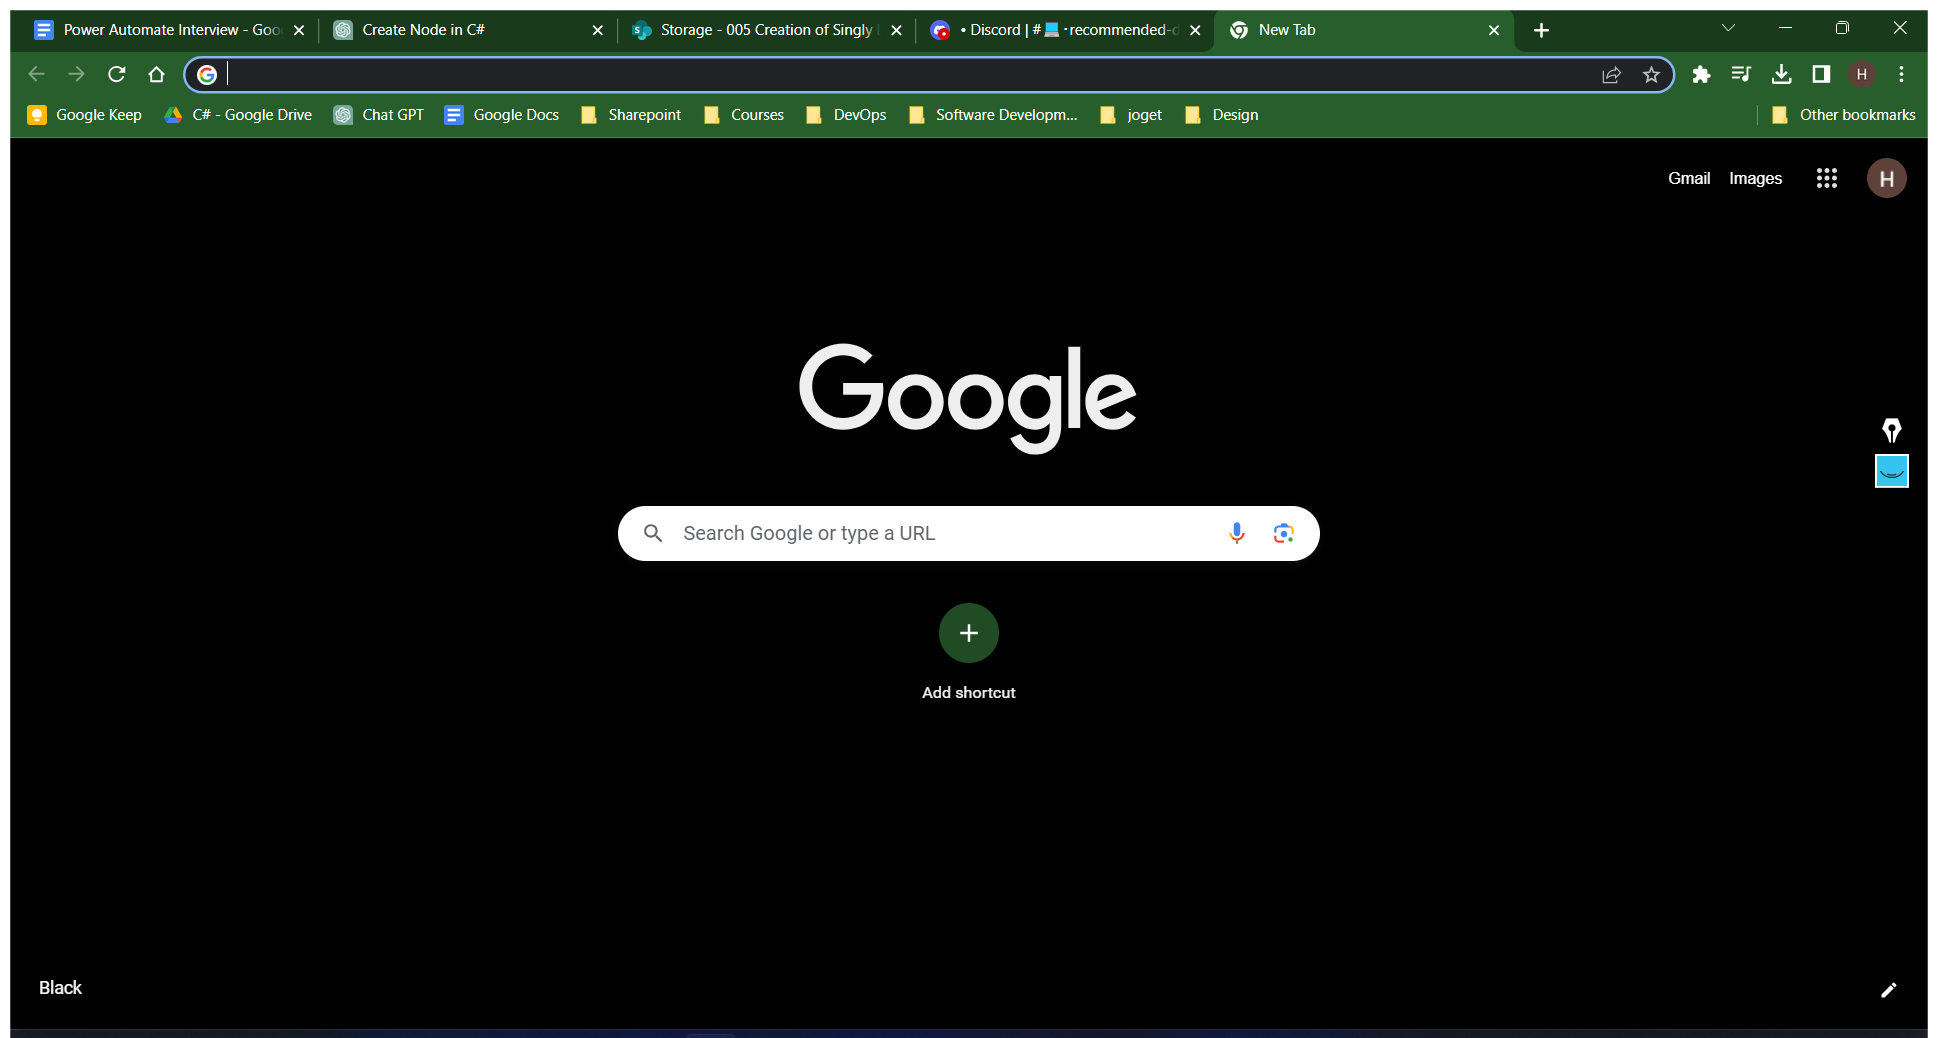 Power Automate Interview - Goo
Create Node in C#
Storage - 005 Creation of Singly
• Discord | #💻・recommended-
New Tab
Google Keep
C# - Google Drive
Chat GPT
Google Docs
Sharepoint
Courses
DevOps
Software Developm...
joget
Design
Other bookmarks
H
Gmail
Images
H
Google
Search Google or type a URL
Add shortcut
Black